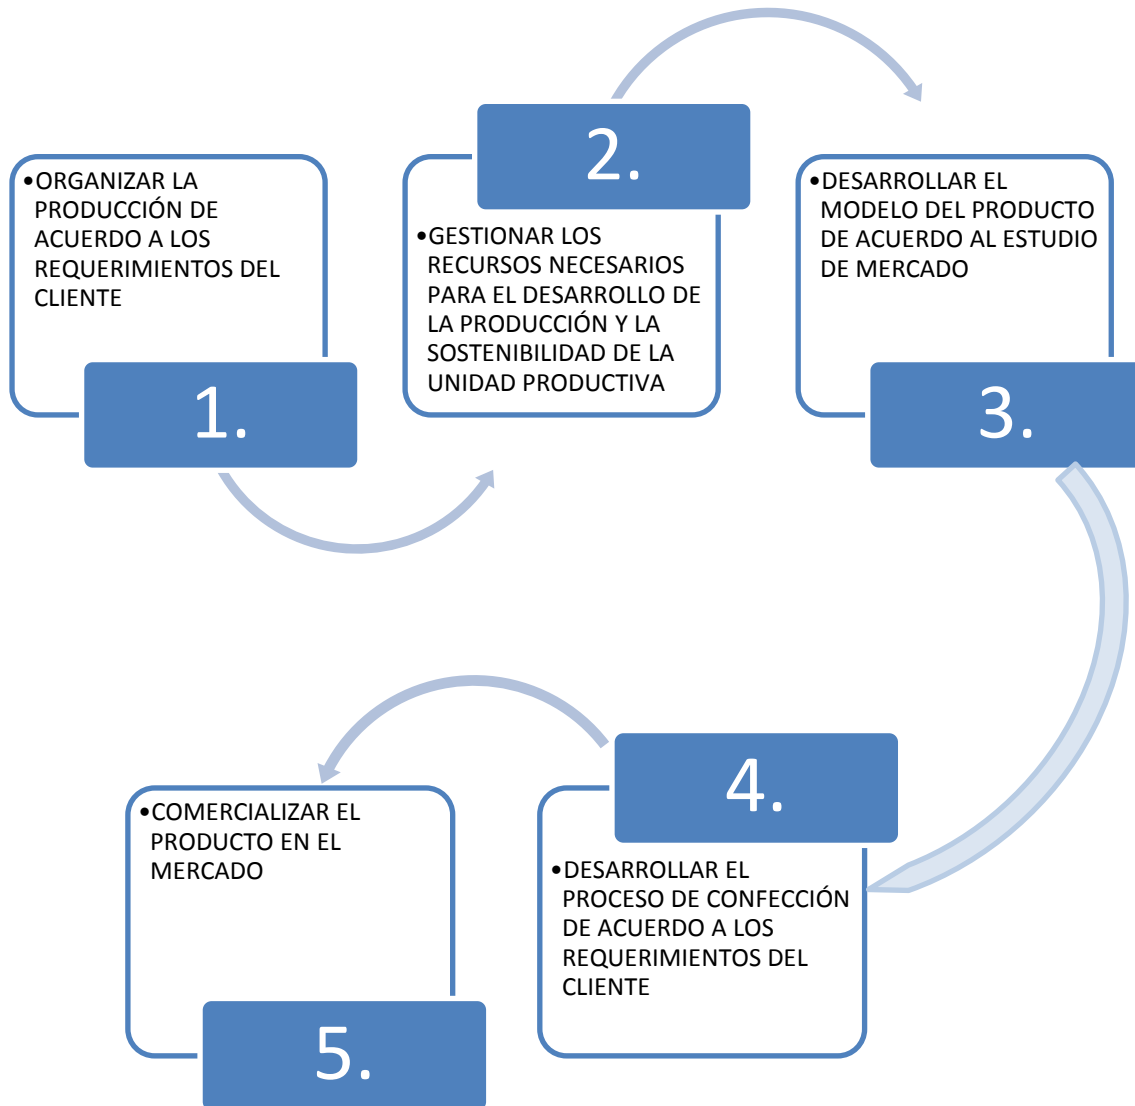 •ORGANIZAR LA
PRODUCCIÓN DE
ACUERDO A LOS
REQUERIMIENTOS DEL
CLIENTE
1.
2.
•GESTIONAR LOS
RECURSOS NECESARIOS
PARA EL DESARROLLO DE
LA PRODUCCIÓN Y LA
SOSTENIBILIDAD DE LA
UNIDAD PRODUCTIVA
•DESARROLLAR EL
MODELO DEL PRODUCTO
DE ACUERDO AL ESTUDIO
DE MERCADO
3.
4.
•DESARROLLAR EL
PROCESO DE CONFECCIÓN
DE ACUERDO A LOS
REQUERIMIENTOS DEL
CLIENTE
•COMERCIALIZAR EL
PRODUCTO EN EL
MERCADO
5.